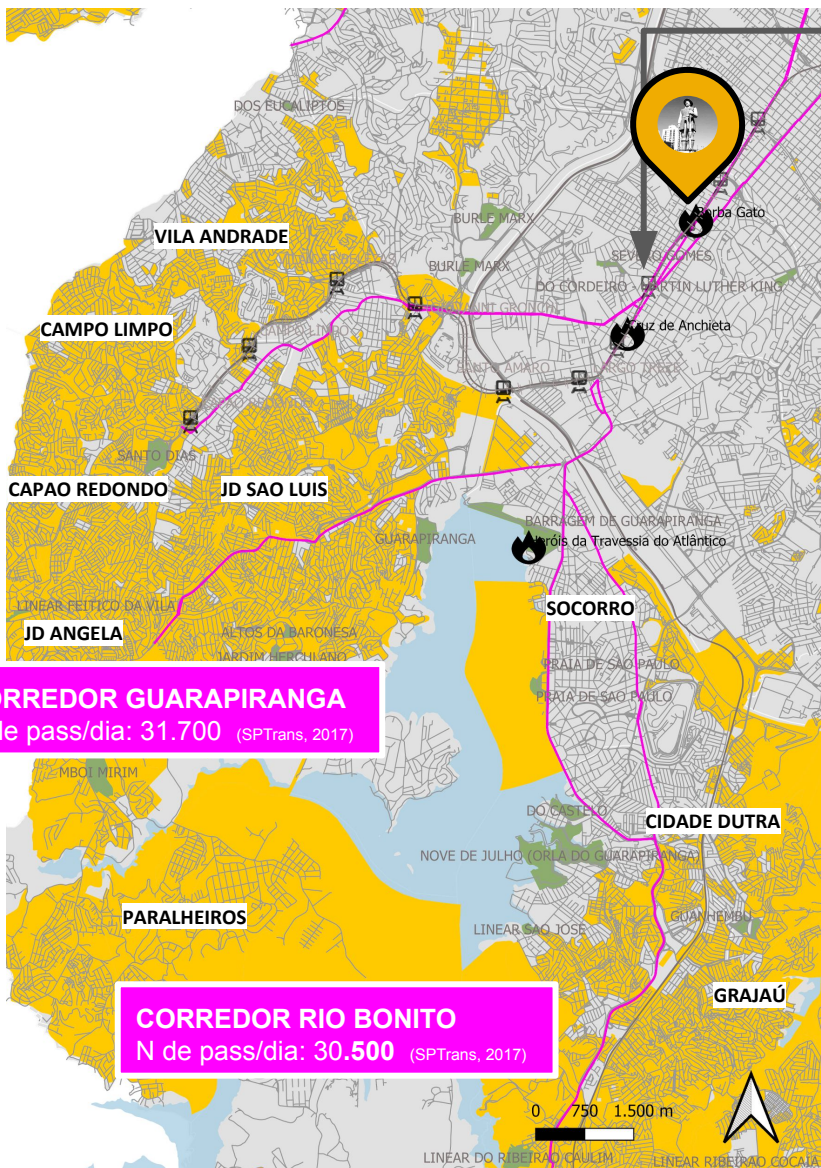 DOS EUCALIPTOS
BURLE MARX
Borba Gato
VILA ANDRADE
SEVERO GOMES
BURLE MARX
DO CORDEIRO - MARTIN LUTHER KING
CAMPO LIMPO
Cruz de Anchieta
SANTO DIAS
CAPAO REDONDO
JD SAO LUIS
BARRAGEM DE GUARAPIRANGA
GUARAPIRANGA
Heróis da Travessia do Atlântico
LINEAR FEITICO DA VILA
SOCORRO
JD ANGELA
ALTOS DA BARONESA
JARDIM HERCULANO
PRAIA DE SAO PAULO
ORREDOR GUARAPIRANGA
PRAIA DE SAO PAULO
de pass/dia: 31.700 (SPTrans, 2017)
MBOI MIRIM
DO CASTELO
CIDADE DUTRA
NOVE DE JULHO (ORLA DO GUARAPIRANGA)
PARALHEIROS
GUANHEMBU
LINEAR SAO JOSE
GRAJAÚ
CORREDOR RIO BONITO
N de pass/dia: 30.500 (SPTrans, 2017)
0 750 1.500 m
LINEAR DO RIBEIRAO CAULIM
LINEAR RIBEIRAO COCAIA